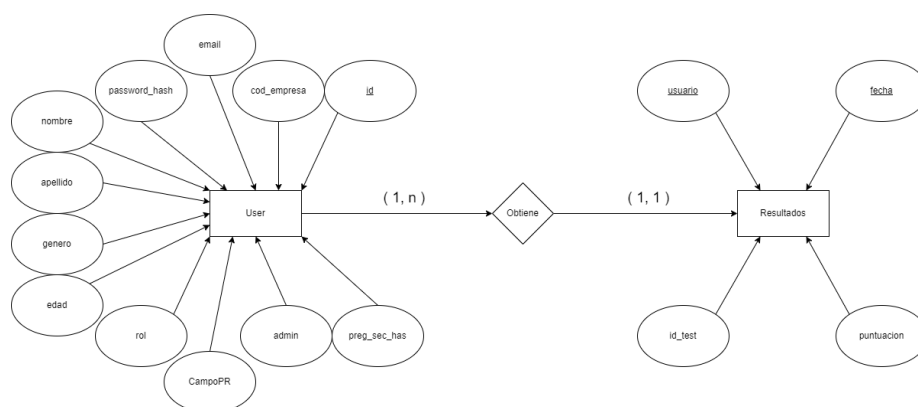 email
password_hash
cod_empresa
id
usuario
fecha
nombre
apellido
User
( 1, n )
Obtiene
( 1, 1 )
Resultados
genero
edad
rol
admin
preg_sec_has
id_test
puntuacion
CampoPR